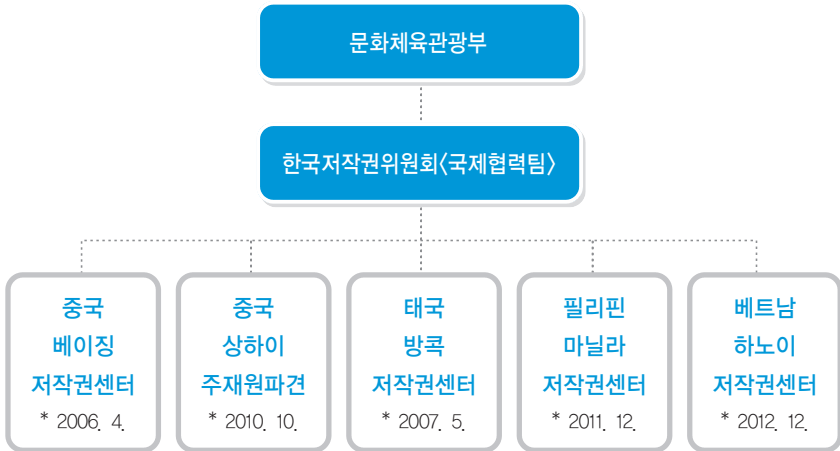 문화체육관광부
한국저작권위원회〈국제협력팀〉
중국
베이징
저작권센터
* 2006. 4.
중국
상하이
주재원파견
* 2010. 10.
태국
방콕
저작권센터
* 2007. 5.
필리핀
마닐라
저작권센터
* 2011. 12.
베트남
하노이
저작권센터
* 2012. 12.